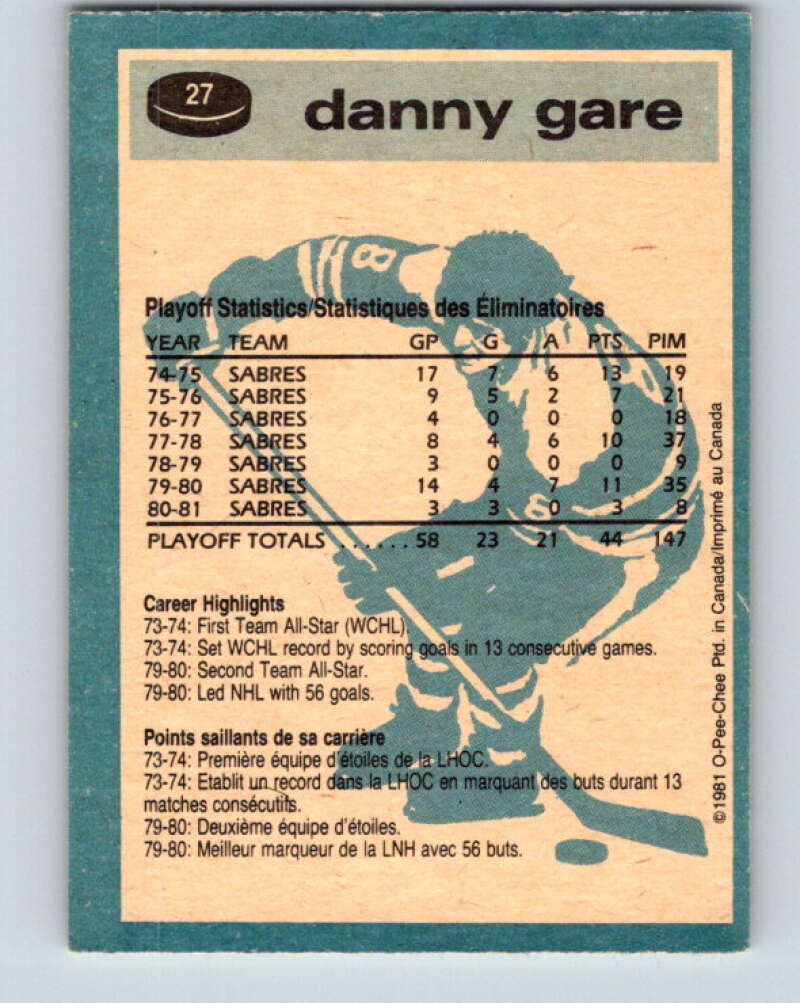 27
danny gare
8
Playoff Statistics/Statistiques des Éliminatoires
YEAR TEAM GP G A PTS PIM
74-75 SABRES 17 7 6 13 19
75-76 SABRES 9 5 2 7 21
76-77 SABRES 4 0 0 0 18
77-78 SABRES 8 4 6 10 37
78-79 SABRES 3 0 0 0 9
79-80 SABRES 14 4 7 11 35
80-81 SABRES 3 3 0 3 8
PLAYOFF TOTALS ...... 58 23 21 44 147
Career Highlights
73-74: First Team All-Star (WCHL).
73-74: Set WCHL record by scoring goals in 13 consecutive games.
79-80: Second Team All-Star.
79-80: Led NHL with 56 goals.
Points saillants de sa carrière
73-74: Première équipe d'étoiles de la LHOC.
73-74: Etablit un record dans la LHOC en marquant des buts durant 13
matches consécutifs.
79-80: Deuxième équipe d'étoiles.
79-80: Meilleur marqueur de la LNH avec 56 buts.
©1981 O-Pee-Chee Ptd. in Canada/Imprimé au Canada